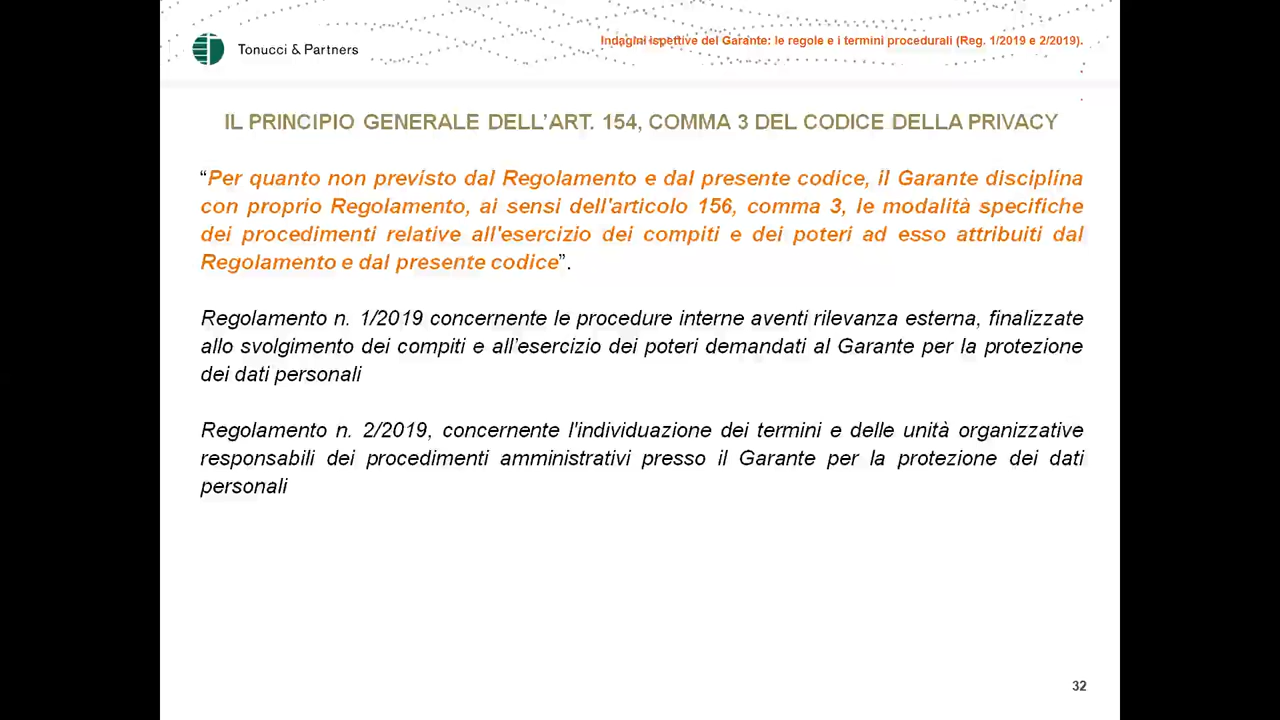 Tonucci & Partners
Indagini ispettive del Garante: le regole e i termini procedurali (Reg. 1/2019 e 2/2019).
IL PRINCIPIO GENERALE DELL’ART. 154, COMMA 3 DEL CODICE DELLA PRIVACY
“Per quanto non previsto dal Regolamento e dal presente codice, il Garante disciplina
con proprio Regolamento, ai sensi dell'articolo 156, comma 3, le modalità specifiche
dei procedimenti relative all'esercizio dei compiti e dei poteri ad esso attribuiti dal
Regolamento e dal presente codice”.
Regolamento n. 1/2019 concernente le procedure interne aventi rilevanza esterna, finalizzate
allo svolgimento dei compiti e all’esercizio dei poteri demandati al Garante per la protezione
dei dati personali
Regolamento n. 2/2019, concernente l'individuazione dei termini e delle unità organizzative
responsabili dei procedimenti amministrativi presso il Garante per la protezione dei dati
personali
32